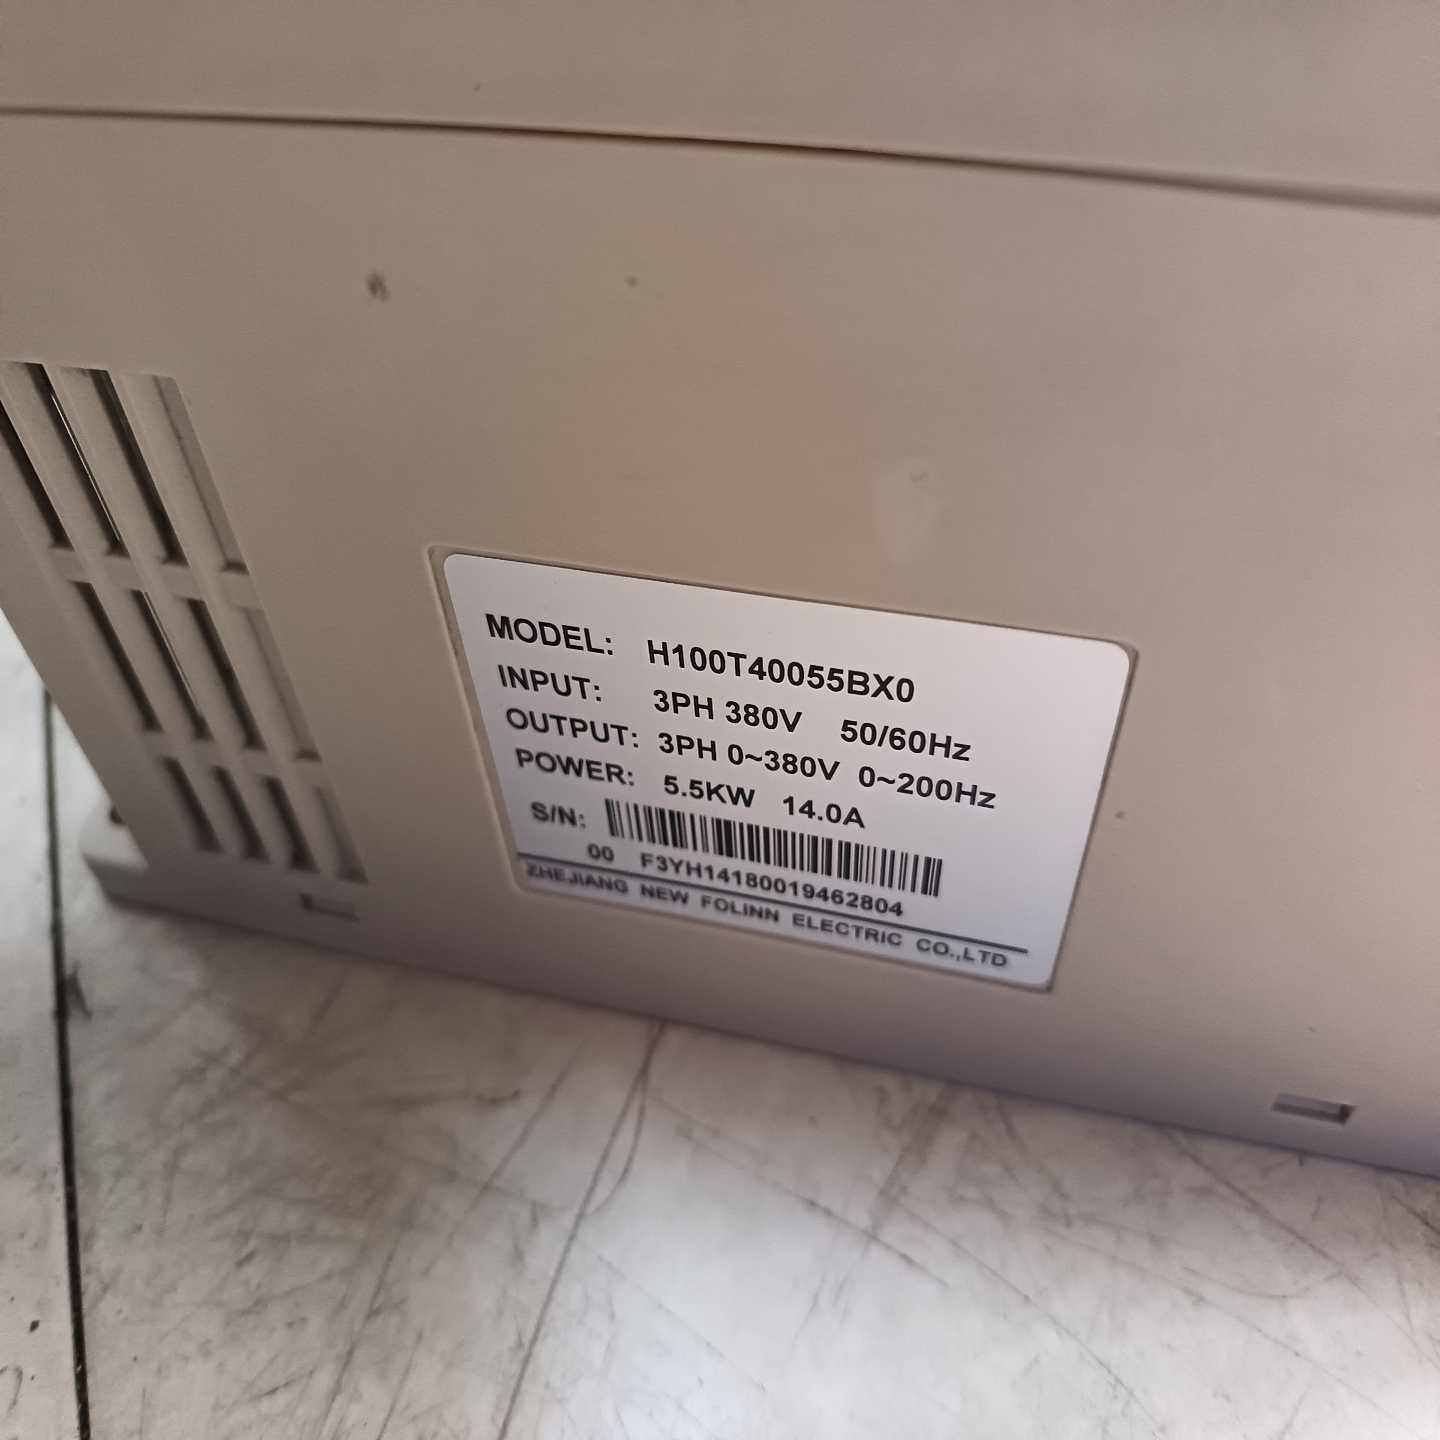 MODEL: H100T40055BX0
INPUT: 3PH 380V 50/60Hz
OUTPUT: 3PH 0~380V 0~200Hz
POWER: 5.5KW 14.0A
S/N:
00 F3YH14180019462804
ZHEJIANG NEW FOLINN ELECTRIC CO.,LTD